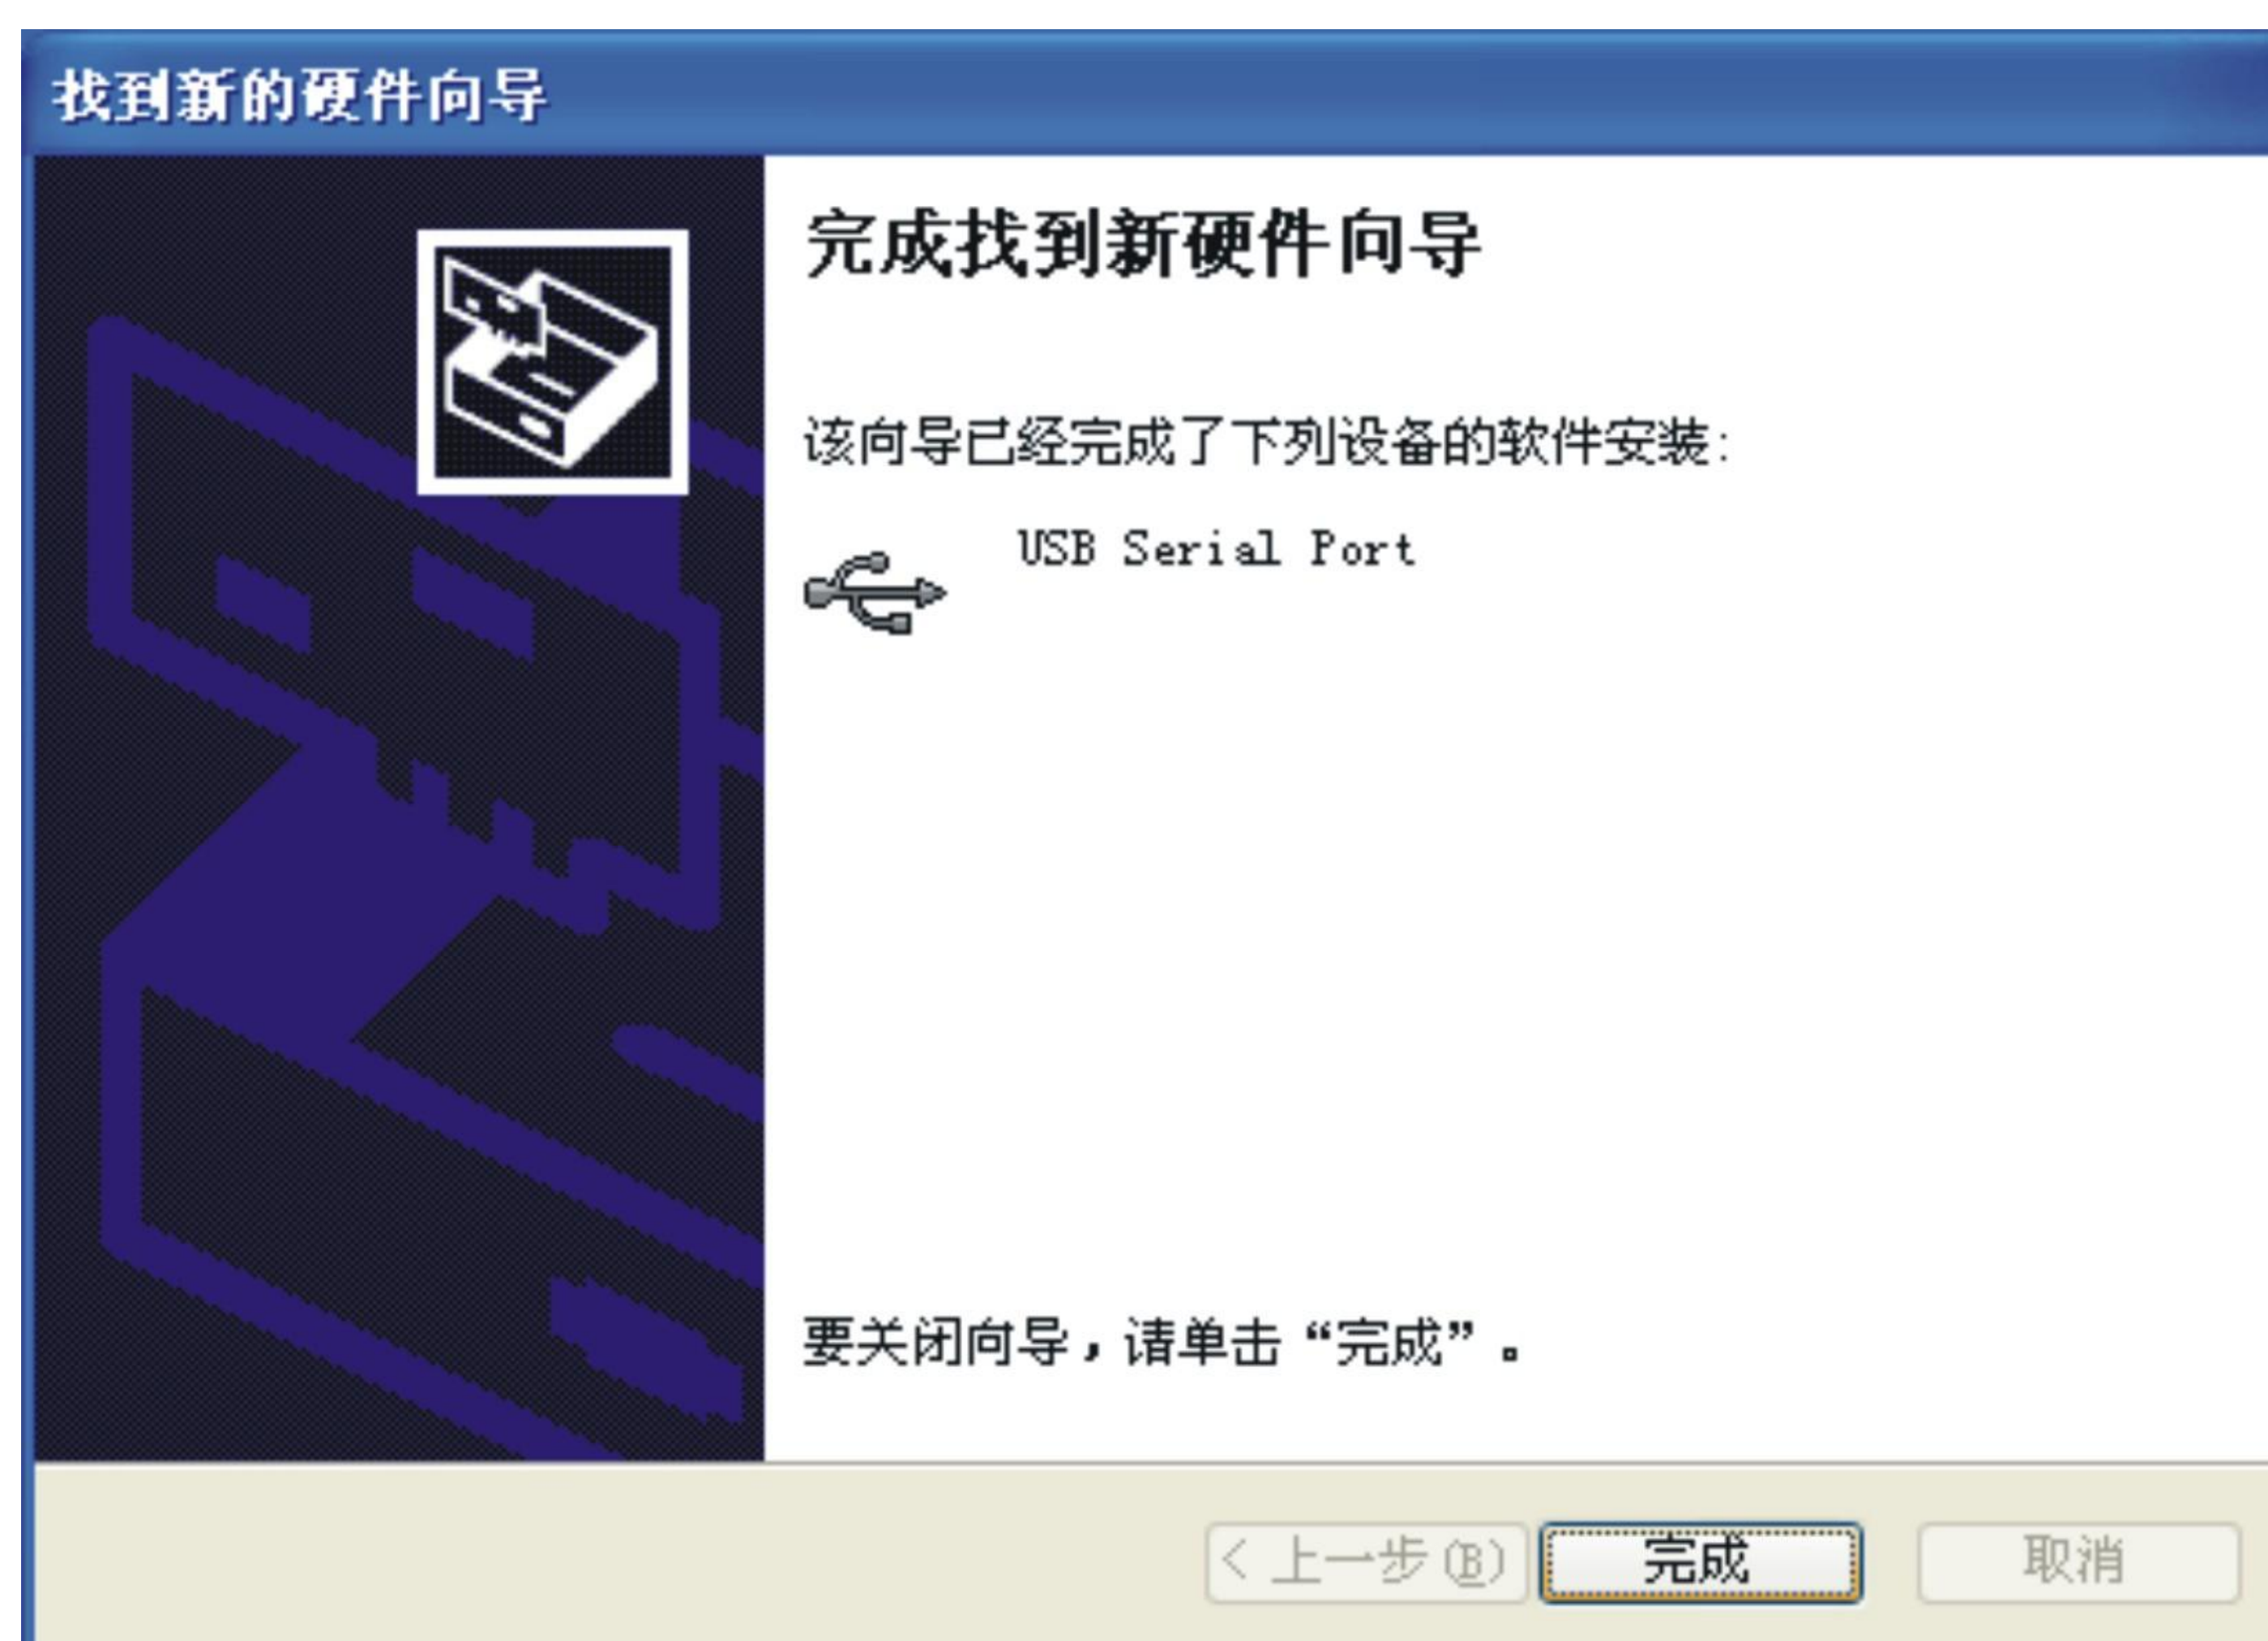 找到新的硬件向导
完成找到新硬件向导
该向导已经完成了下列设备的软件安装:
USB Serial Port
要关闭向导，请单击“完成”。
< 上一步(B) 完成 取消